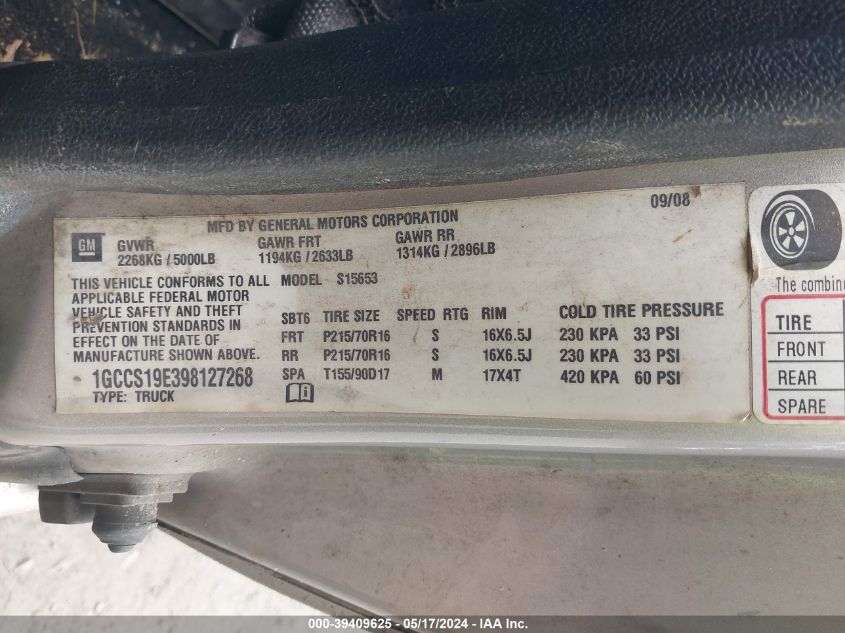 MFD BY GENERAL MOTORS CORPORATION
09/08
GM
GVWR
2268KG / 5000LB
GAWR FRT
1194KG / 2633LB
GAWR RR
1314KG / 2896LB
THIS VEHICLE CONFORMS TO ALL
APPLICABLE FEDERAL MOTOR
VEHICLE SAFETY AND THEFT
PREVENTION STANDARDS IN
EFFECT ON THE DATE OF
MANUFACTURE SHOWN ABOVE.
1GCCS19E398127268
TYPE: TRUCK
MODEL S15653
SBT6 TIRE SIZE SPEED RTG RIM COLD TIRE PRESSURE
FRT P215/70R16 S 16X6.5J 230 KPA 33 PSI
RR P215/70R16 S 16X6.5J 230 KPA 33 PSI
SPA T155/90D17 M 17X4T 420 KPA 60 PSI
The combine
TIRE
FRONT
REAR
SPARE
000-39409625 - 05/17/2024 - IAA Inc.